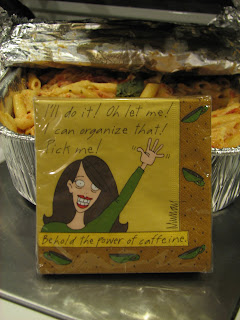 I'll do it! Oh let me!
I can organize that!
Pick me!
Behold the power of caffeine.